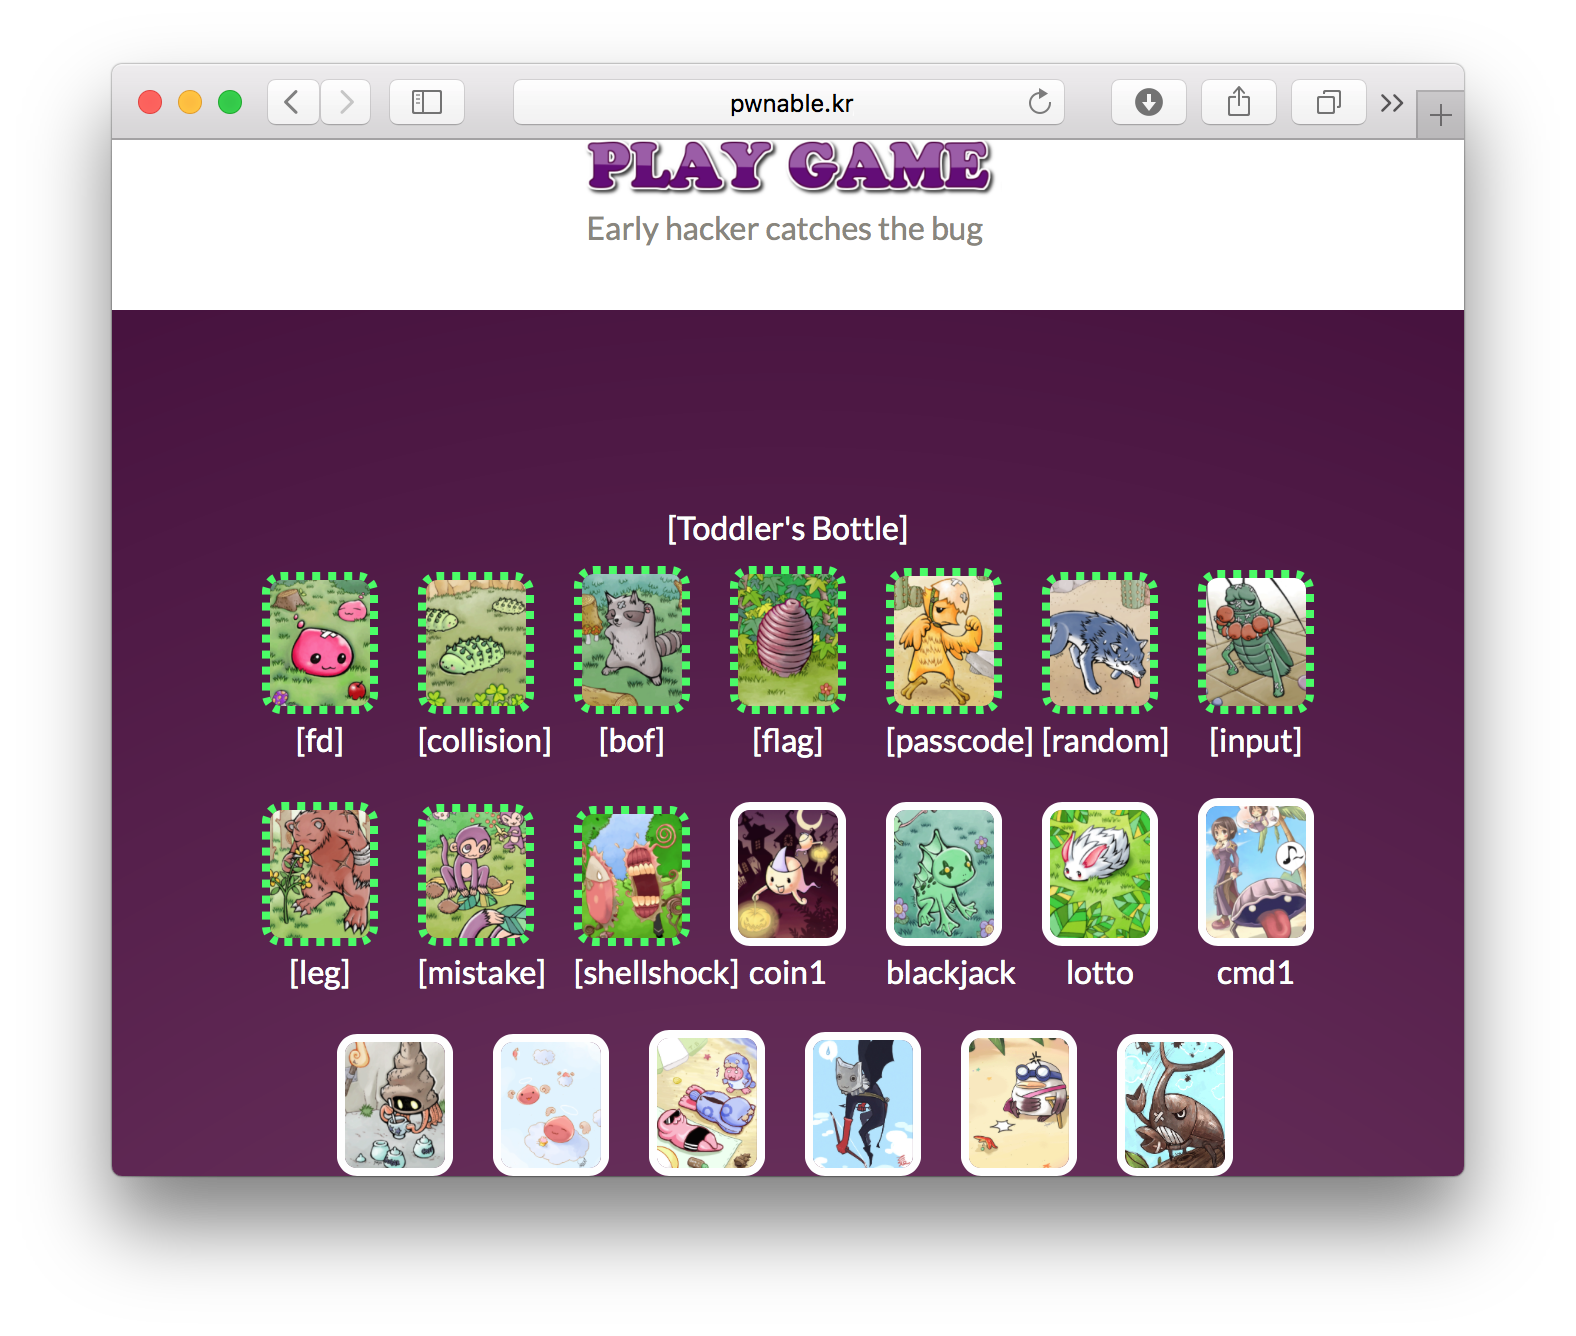 pwnable.kr
PLAY GAME
Early hacker catches the bug
[Toddler's Bottle]
[fd] [collision] [bof] [flag] [passcode] [random] [input]
[leg] [mistake] [shellshock] coin1 blackjack lotto cmd1